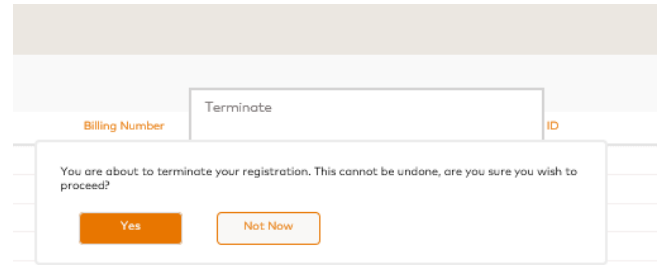 Terminate
Billing Number
ID
You are about to terminate your registration. This cannot be undone, are you sure you wish to
proceed?
Yes
Not Now